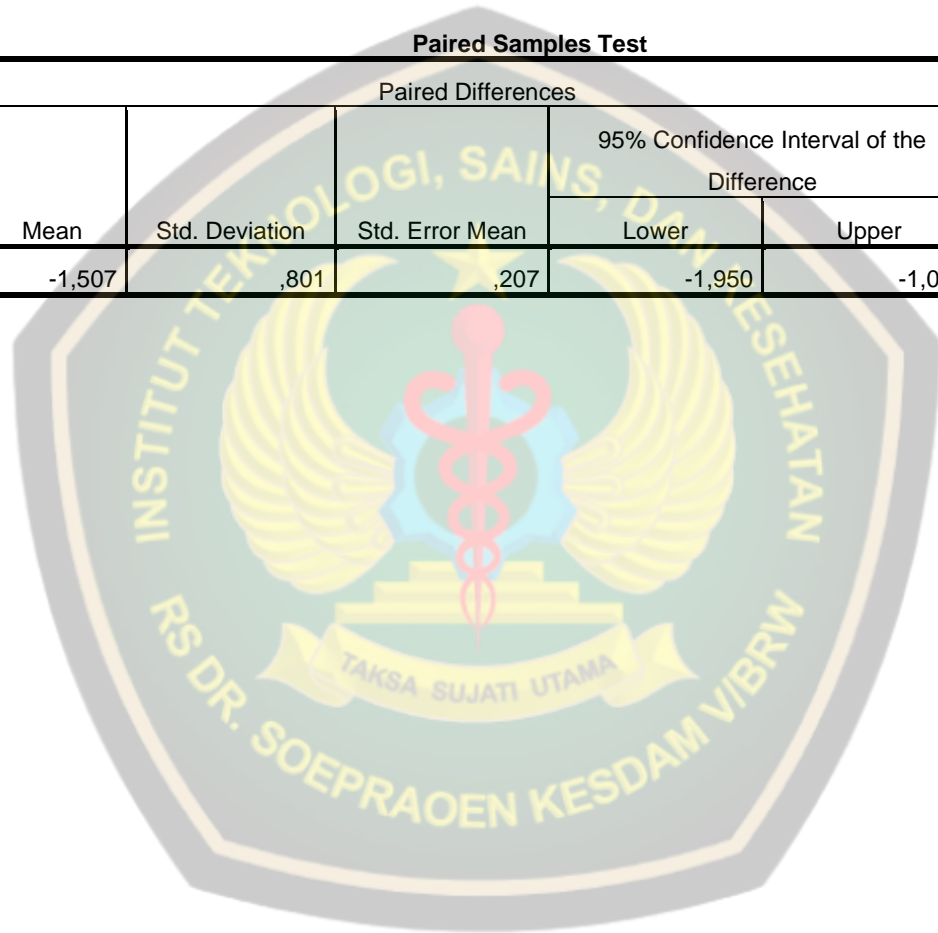 Paired Samples Test
Paired Differences
95% Confidence Interval of the
Difference
Mean Std. Deviation Std. Error Mean Lower Upper
-1,507 ,801 ,207 -1,950 -1,0
INSTITUT TEKNOLOGI, SAINS, DAN KESEHATAN
TAKSA SUJATI UTAMA
RS DR. SOEPRAOEN KESDAM V/BRW